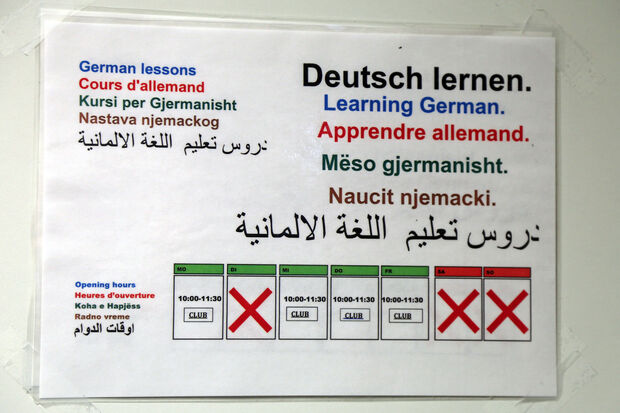 German lessons
Cours d'allemand
Kursi per Gjermanisht
Nastava njemackog
دروس تعليم اللغة الالمانية
Deutsch lernen.
Learning German.
Apprendre allemand.
Mëso gjermanisht.
Naucit njemacki.
دروس تعليم اللغة الالمانية
Opening hours
Heures d'ouverture
Koha e Hapjëss
Radno vreme
اوقات الدوام
MO DI MI DO FR SA SO
10:00-11:30 10:00-11:30 10:00-11:30 10:00-11:30
CLUB CLUB CLUB CLUB